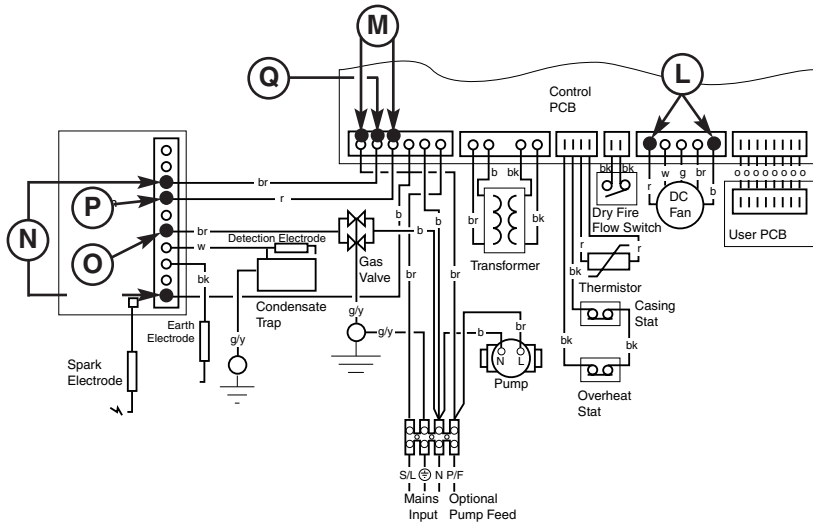 M
Q
L
Control
PCB
N
P
O
br
r
br
w
Detection Electrode
bk
Gas
Valve
Condensate
Trap
Earth
Electrode
g/y
Spark
Electrode
g/y
b
b
br
b
br
b
bk
br
bk
Transformer
bk
bk
Dry Fire
Flow Switch
r
w
g
br
b
DC
Fan
o o o o o o o o
User PCB
r
r
Thermistor
bk
Casing
Stat
bk
bk
Overheat
Stat
b
br
N
L
Pump
S/L
N
P/F
Mains
Input
Optional
Pump Feed